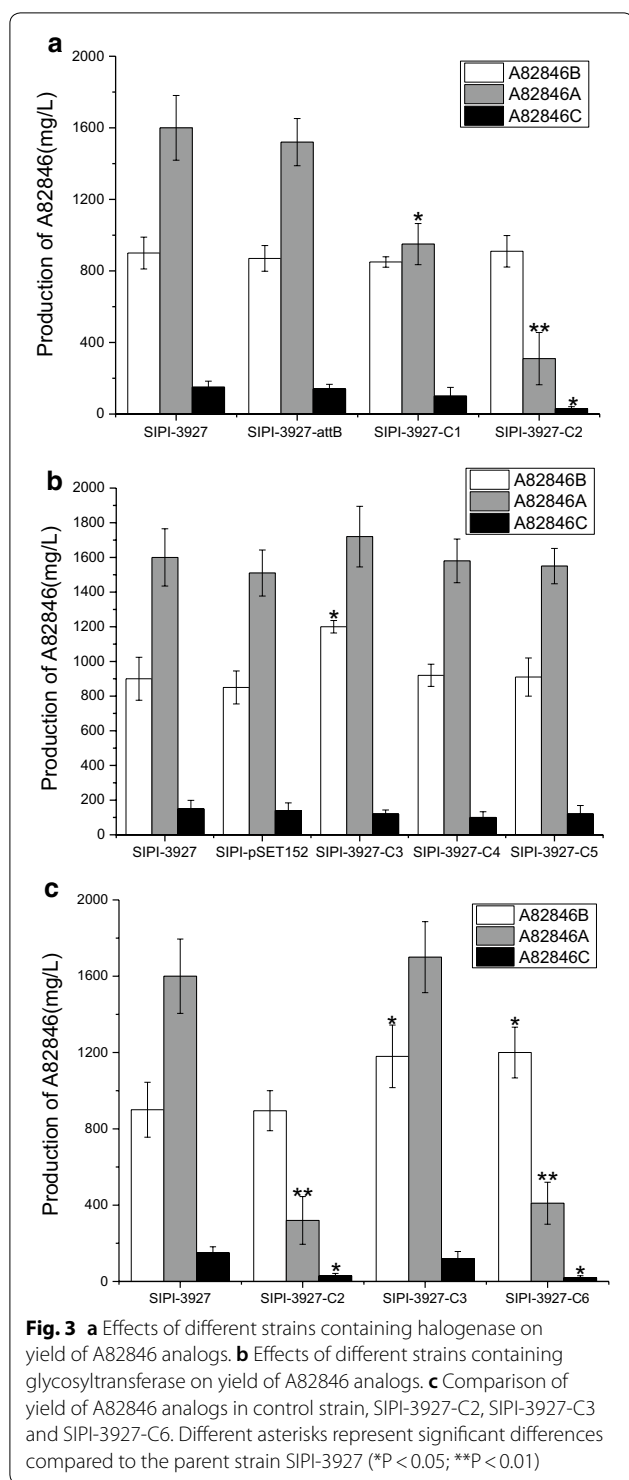 a
2000
1600
1200
800
400
0
Production of A82846(mg/L)
A82846B
A82846A
A82846C
*
**
*
SIPI-3927 SIPI-3927-attB SIPI-3927-C1 SIPI-3927-C2
b
2000
1800
1600
1400
1200
1000
800
600
400
200
0
Production of A82846(mg/L)
A82846B
A82846A
A82846C
*
SIPI-3927 SIPI-pSET152 SIPI-3927-C3 SIPI-3927-C4 SIPI-3927-C5
c
2000
1600
1200
800
400
0
Production of A82846(mg/L)
A82846B
A82846A
A82846C
* *
** **
* *
SIPI-3927 SIPI-3927-C2 SIPI-3927-C3 SIPI-3927-C6
Fig. 3 a Effects of different strains containing halogenase on
yield of A82846 analogs. b Effects of different strains containing
glycosyltransferase on yield of A82846 analogs. c Comparison of
yield of A82846 analogs in control strain, SIPI-3927-C2, SIPI-3927-C3
and SIPI-3927-C6. Different asterisks represent significant differences
compared to the parent strain SIPI-3927 (*P < 0.05; **P < 0.01)